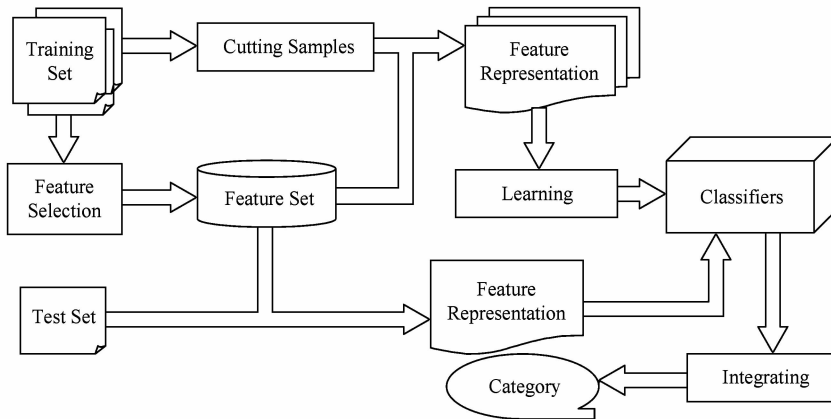 Training
Set
Cutting Samples
Feature
Representation
Feature
Selection
Feature Set
Learning
Classifiers
Test Set
Feature
Representation
Category
Integrating